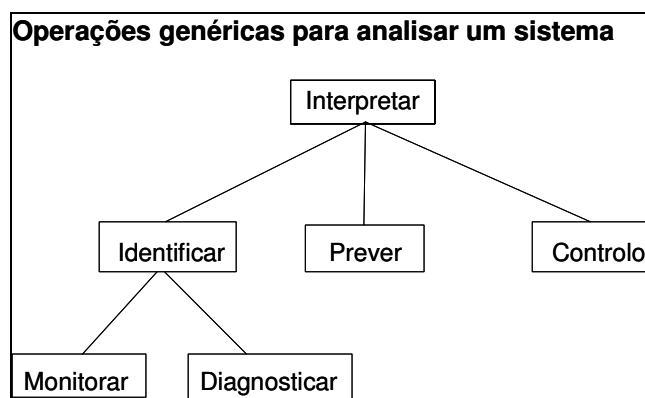 Operações genéricas para analisar um sistema
Interpretar
Identificar
Prever
Controlo
Monitorar
Diagnosticar